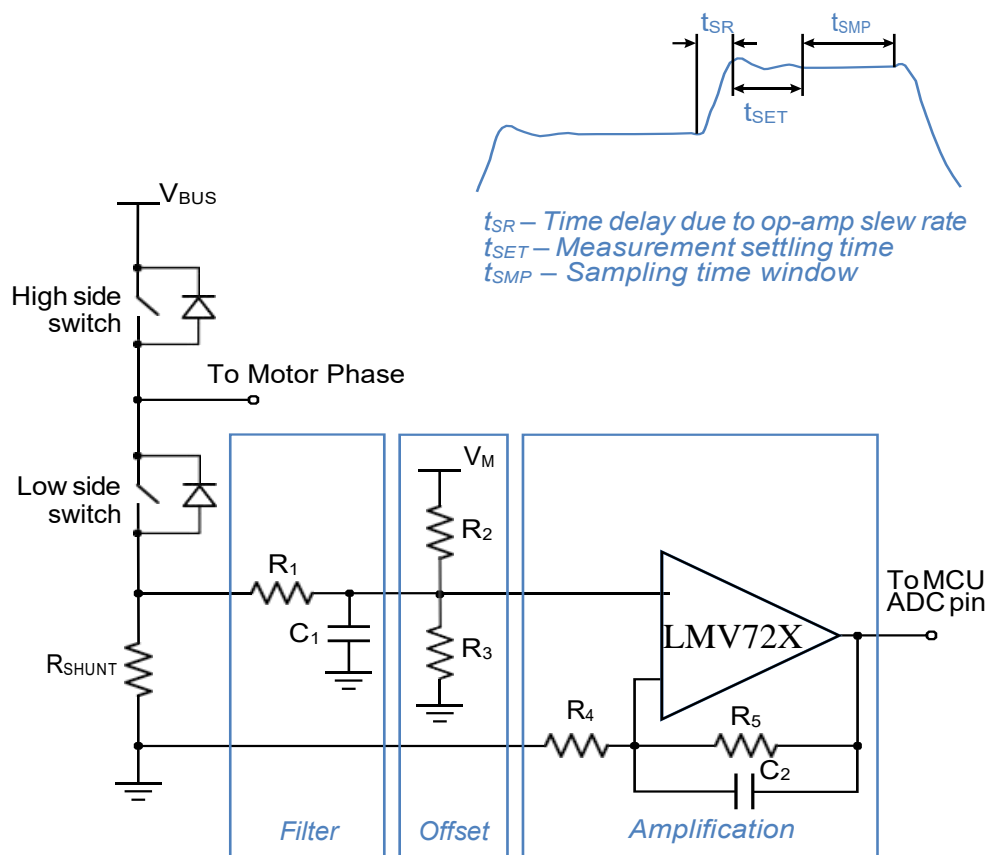 tSR
tSMP
tSET
tSR – Time delay due to op-amp slew rate
tSET – Measurement settling time
tSMP – Sampling time window
VBUS
High side
switch
To Motor Phase
Low side
switch
VM
R2
R1
C1
R3
RSHUNT
LMV72X
To MCU
ADC pin
R4
R5
C2
Filter
Offset
Amplification